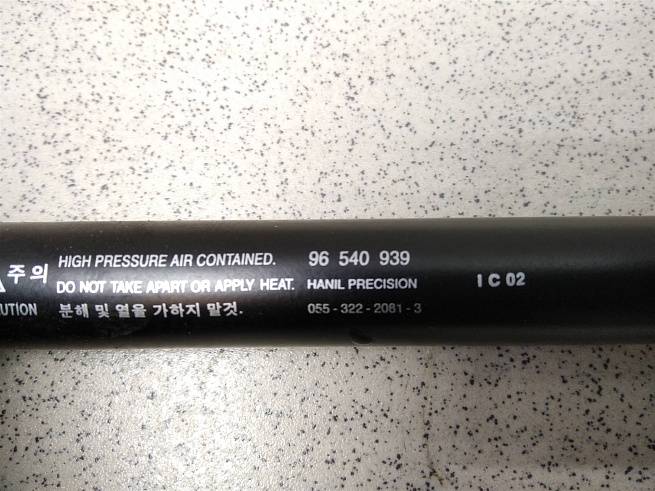 주의
UTION
HIGH PRESSURE AIR CONTAINED.
DO NOT TAKE APART OR APPLY HEAT.
분해 및 열을 가하지 말것.
96 540 939
HANIL PRECISION
055 - 322 - 2081 - 3
I C 02